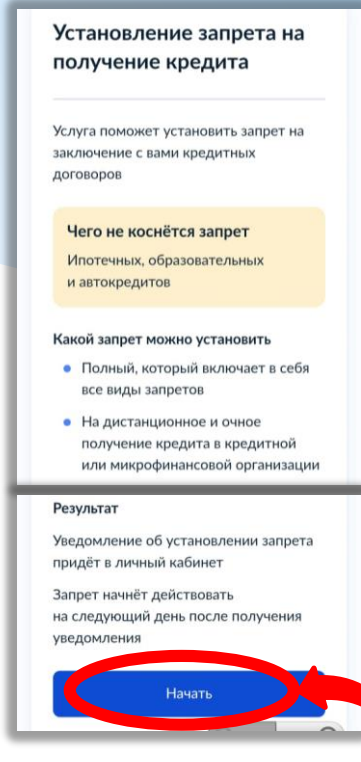 Установление запрета на
получение кредита
Услуга поможет установить запрет на
заключение с вами кредитных
договоров
Чего не коснётся запрет
Ипотечных, образовательных
и автокредитов
Какой запрет можно установить
Полный, который включает в себя
все виды запретов
На дистанционное и очное
получение кредита в кредитной
или микрофинансовой организации
Результат
Уведомление об установлении запрета
придёт в личный кабинет
Запрет начнёт действовать
на следующий день после получения
уведомления
Начать